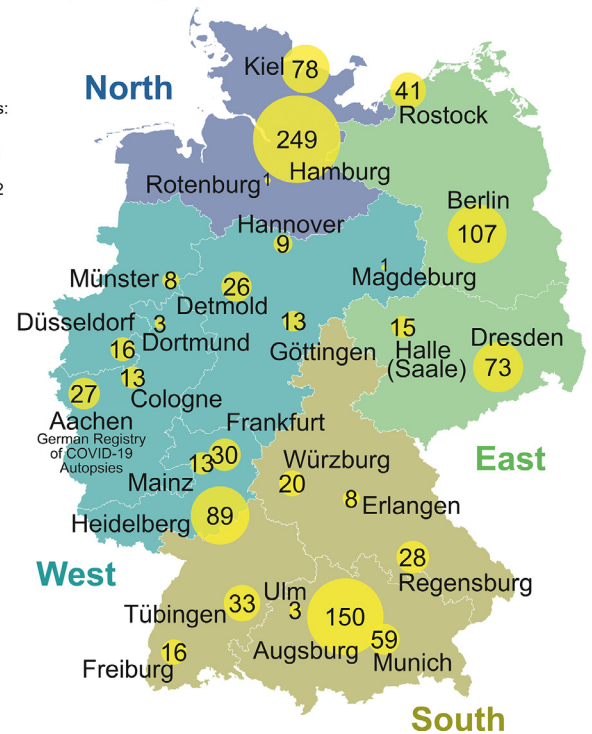 Kiel 78
North
41
s:
Rostock
249
2
Hamburg
Rotenburg 1
Berlin
Hannover
107
9
1
Münster 8
Magdeburg
26
Detmold
Düsseldorf 3
13
15
Dresden
16 Dortmund
Göttingen
Halle
(Saale)
73
13
27
Cologne
Aachen
German Registry
of COVID-19
Autopsies
Frankfurt
30
13
Mainz
East
Würzburg
20
8 Erlangen
Heidelberg 89
West
28
Regensburg
Ulm
3
33
Tübingen
150
59
Augsburg
Munich
16
Freiburg
South